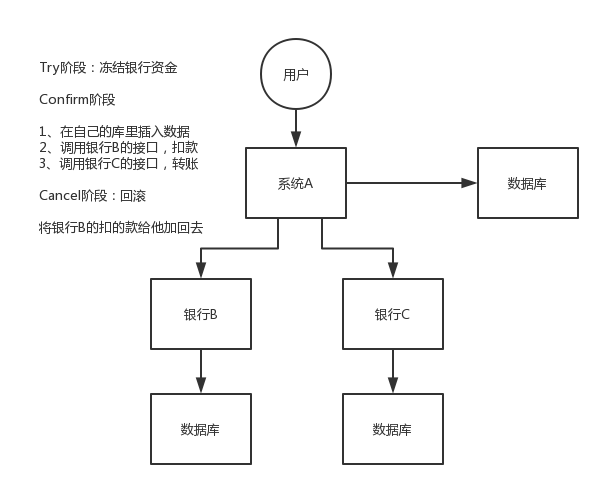 Try阶段：冻结银行资金
Confirm阶段
1、在自己的库里插入数据
2、调用银行B的接口，扣款
3、调用银行C的接口，转账
Cancel阶段：回滚
将银行B的扣的款给他加回去
用户
系统A
数据库
银行B
银行C
数据库
数据库